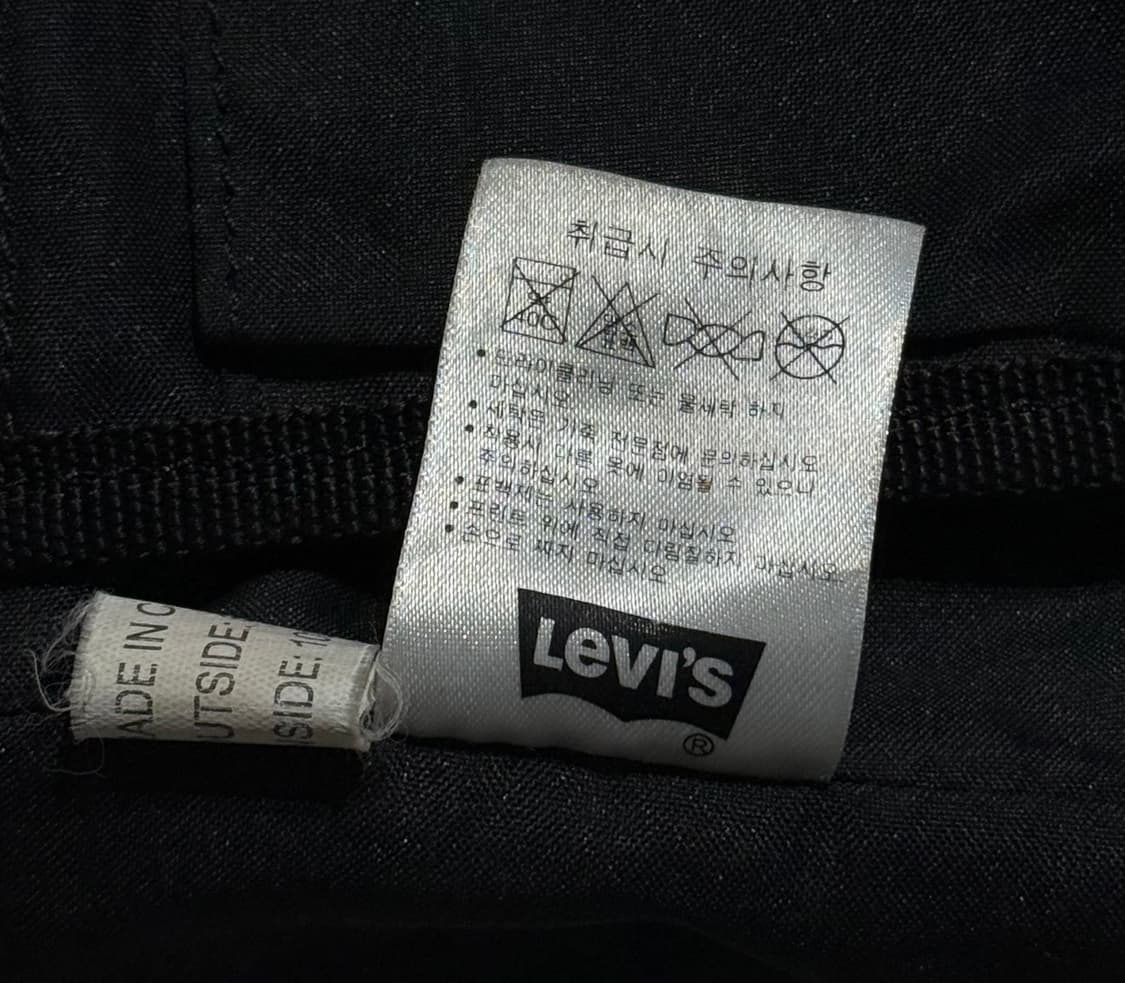 취급시 주의사항
100
표백
• 드라이클리닝 또는 물세탁 하지
마십시오
• 세탁은 가죽 전문점에 문의하십시오
• 착용시 다른 옷에 이염될 수 있으니
주의하십시오
• 표백제는 사용하지 마십시오
• 프린트 위에 직접 다림질하지 마십시오
• 손으로 짜지 마십시오
LEVI'S
®
ADE IN C
UTSIDE:
SIDE: 10